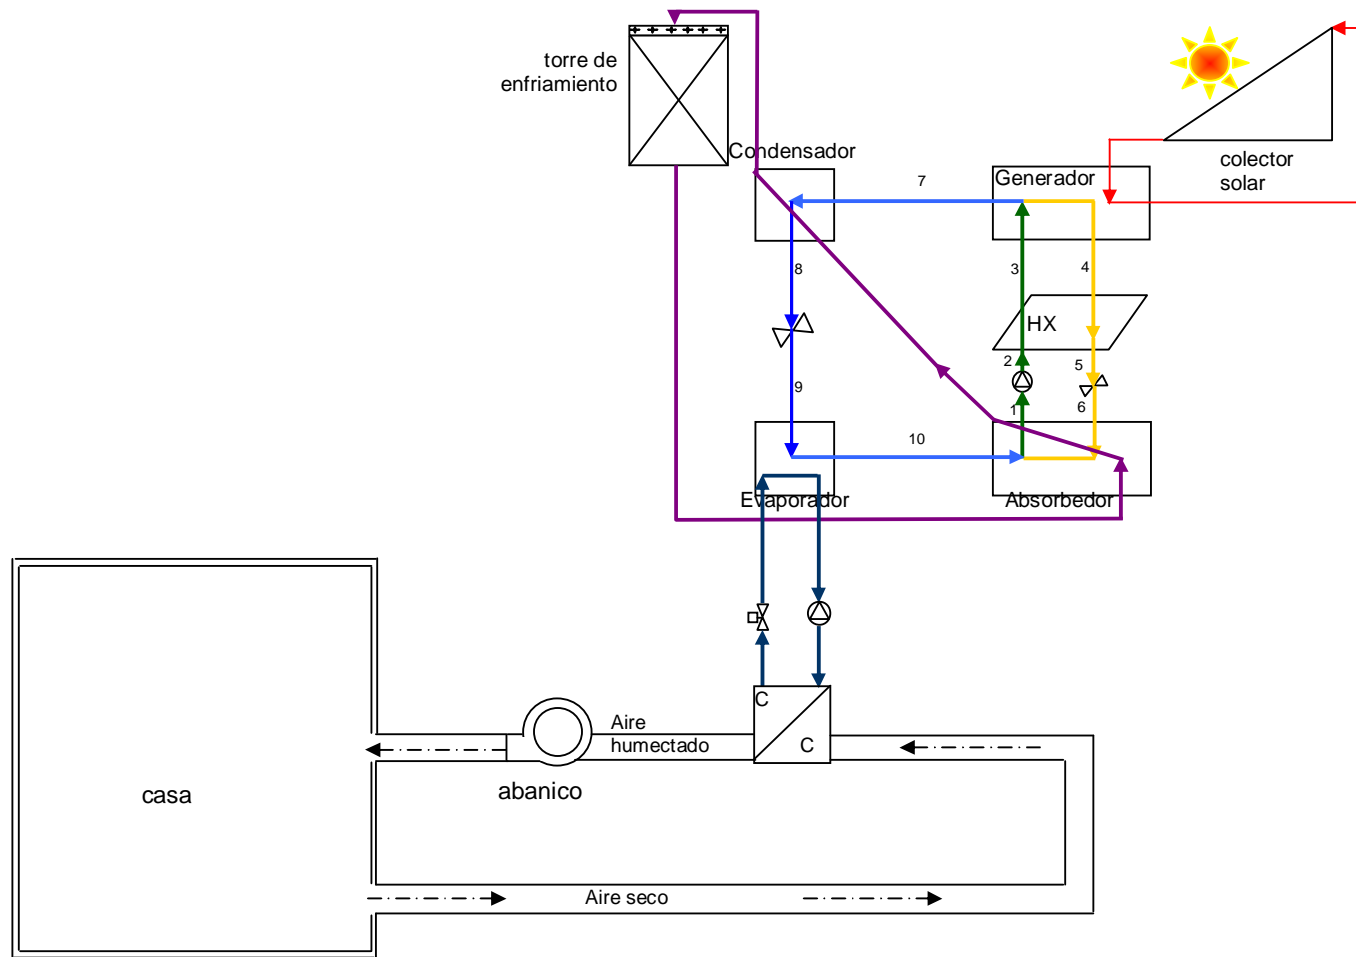 torre de
enfriamiento
Condensador
7
Generador
colector
solar
8
3
4
HX
2
5
9
1
6
10
Evaporador
Absorbedor
C
C
Aire
humectado
abanico
casa
Aire seco